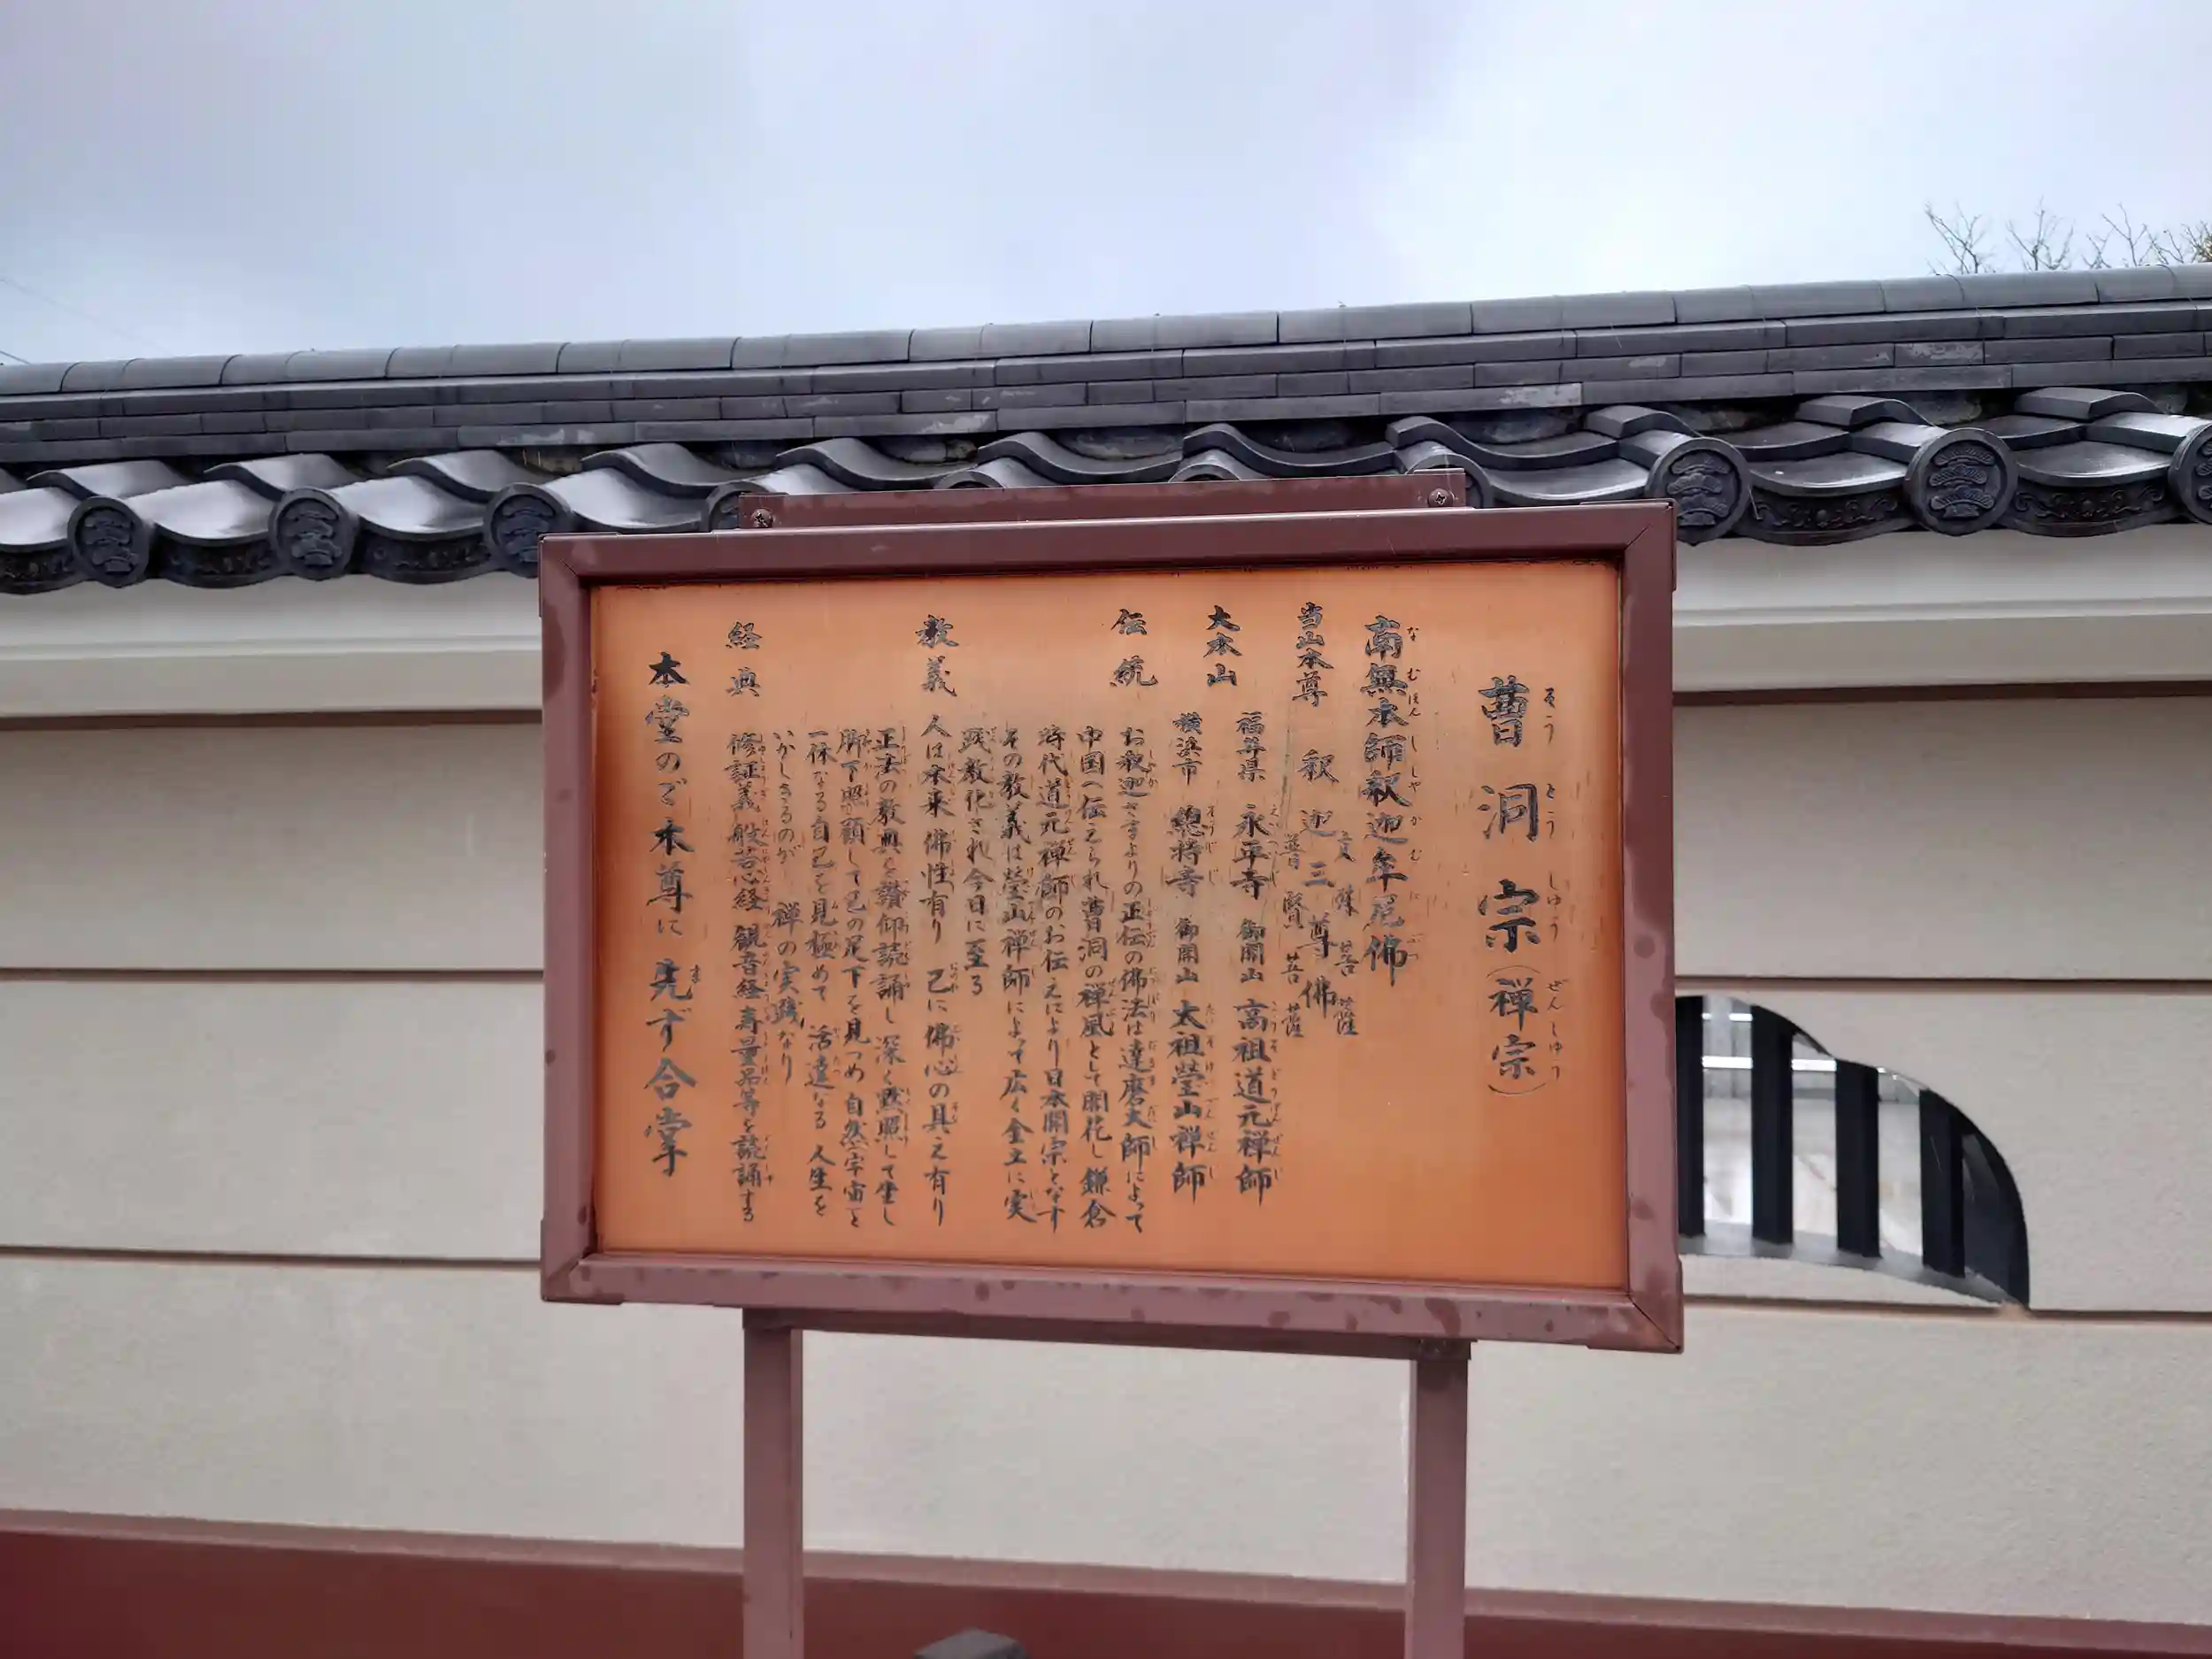 曹洞宗（禅宗）
南無本師釈迦牟尼佛
当山本尊 釈迦三尊佛
文殊菩薩
普賢菩薩
大本山 福井県 永平寺 御開山 高祖道元禅師
横浜市 總持寺 御開山 太祖瑩山禅師
伝統 お釈迦さまよりの正伝の佛法は達磨大師によって
中国へ伝えられ曹洞の禅風として開花し鎌倉
時代道元禅師のお伝えにより日本開宗となす
その教義は瑩山禅師によって広く全土に実
践教化され今日に至る
教義 人は本来佛性有り 己に佛心の具え有り
正法の教典を讃仰読誦し深く黙照して坐し
脚下照顧して己の足下を見つめ自然宇宙と
一体なる自己を見極めて活達なる人生を
いかしきるのが禅の実践なり
経典 修証義 般若心経 観音経 寿量品等を読誦する
本堂のご本尊に先ず合掌